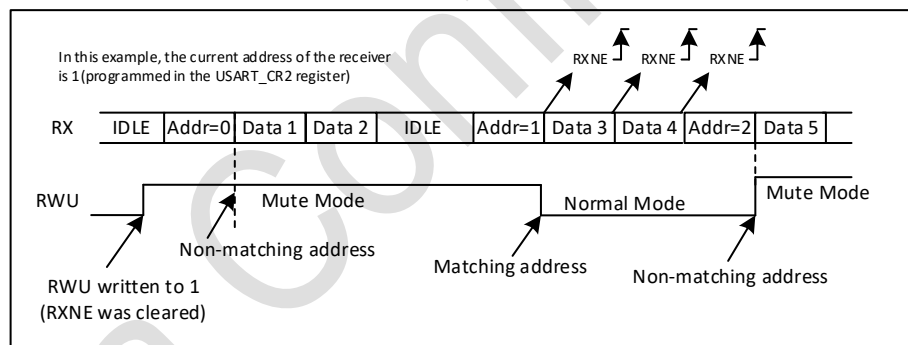 In this example, the current address of the receiver
is 1(programmed in the USART_CR2 register)
RXNE RXNE RXNE
RX IDLE Addr=0 Data 1 Data 2 IDLE Addr=1 Data 3 Data 4 Addr=2 Data 5
RWU Mute Mode Normal Mode Mute Mode
Non-matching address Matching address Non-matching address
RWU written to 1
(RXNE was cleared)